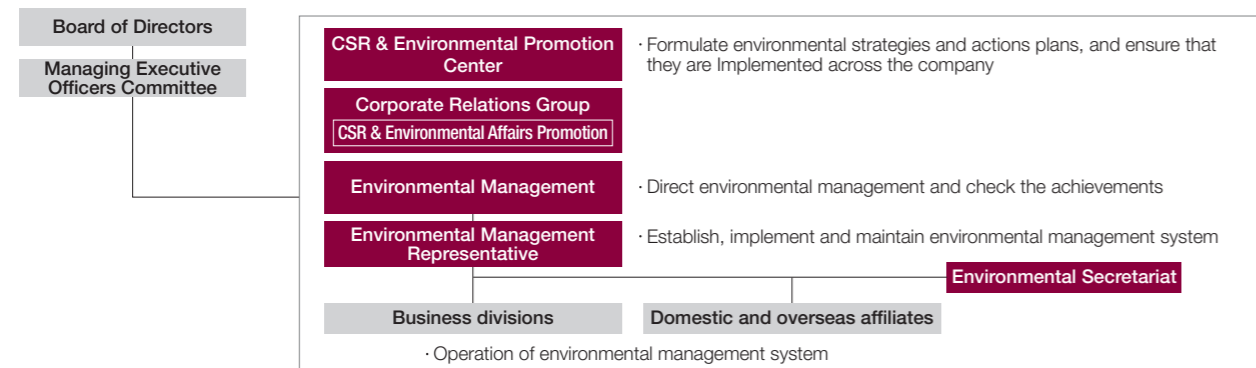 Board of Directors
Managing Executive
Officers Committee
CSR & Environmental Promotion
Center
· Formulate environmental strategies and actions plans, and ensure that
they are Implemented across the company
Corporate Relations Group
CSR & Environmental Affairs Promotion
Environmental Management
· Direct environmental management and check the achievements
Environmental Management
Representative
· Establish, implement and maintain environmental management system
Environmental Secretariat
Business divisions
Domestic and overseas affiliates
· Operation of environmental management system